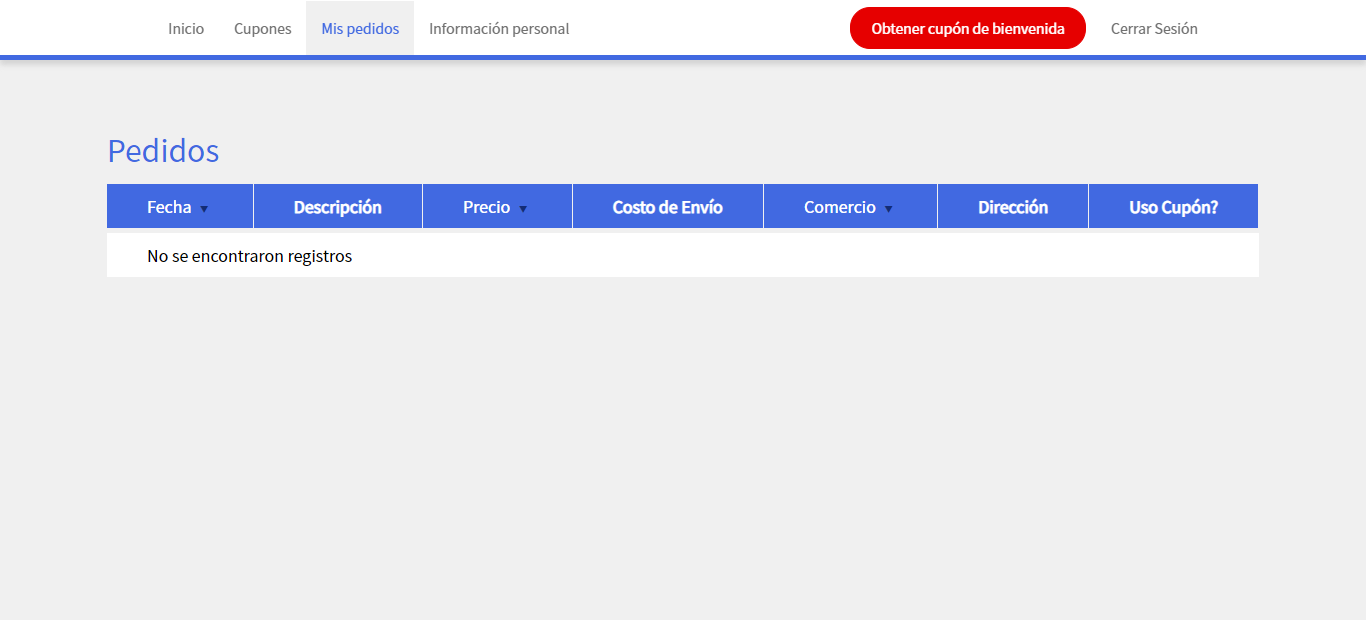 Inicio Cupones Mis pedidos Información personal Obtener cupón de bienvenida Cerrar Sesión
Pedidos
Fecha Descripción Precio Costo de Envío Comercio Dirección Uso Cupón?
No se encontraron registros